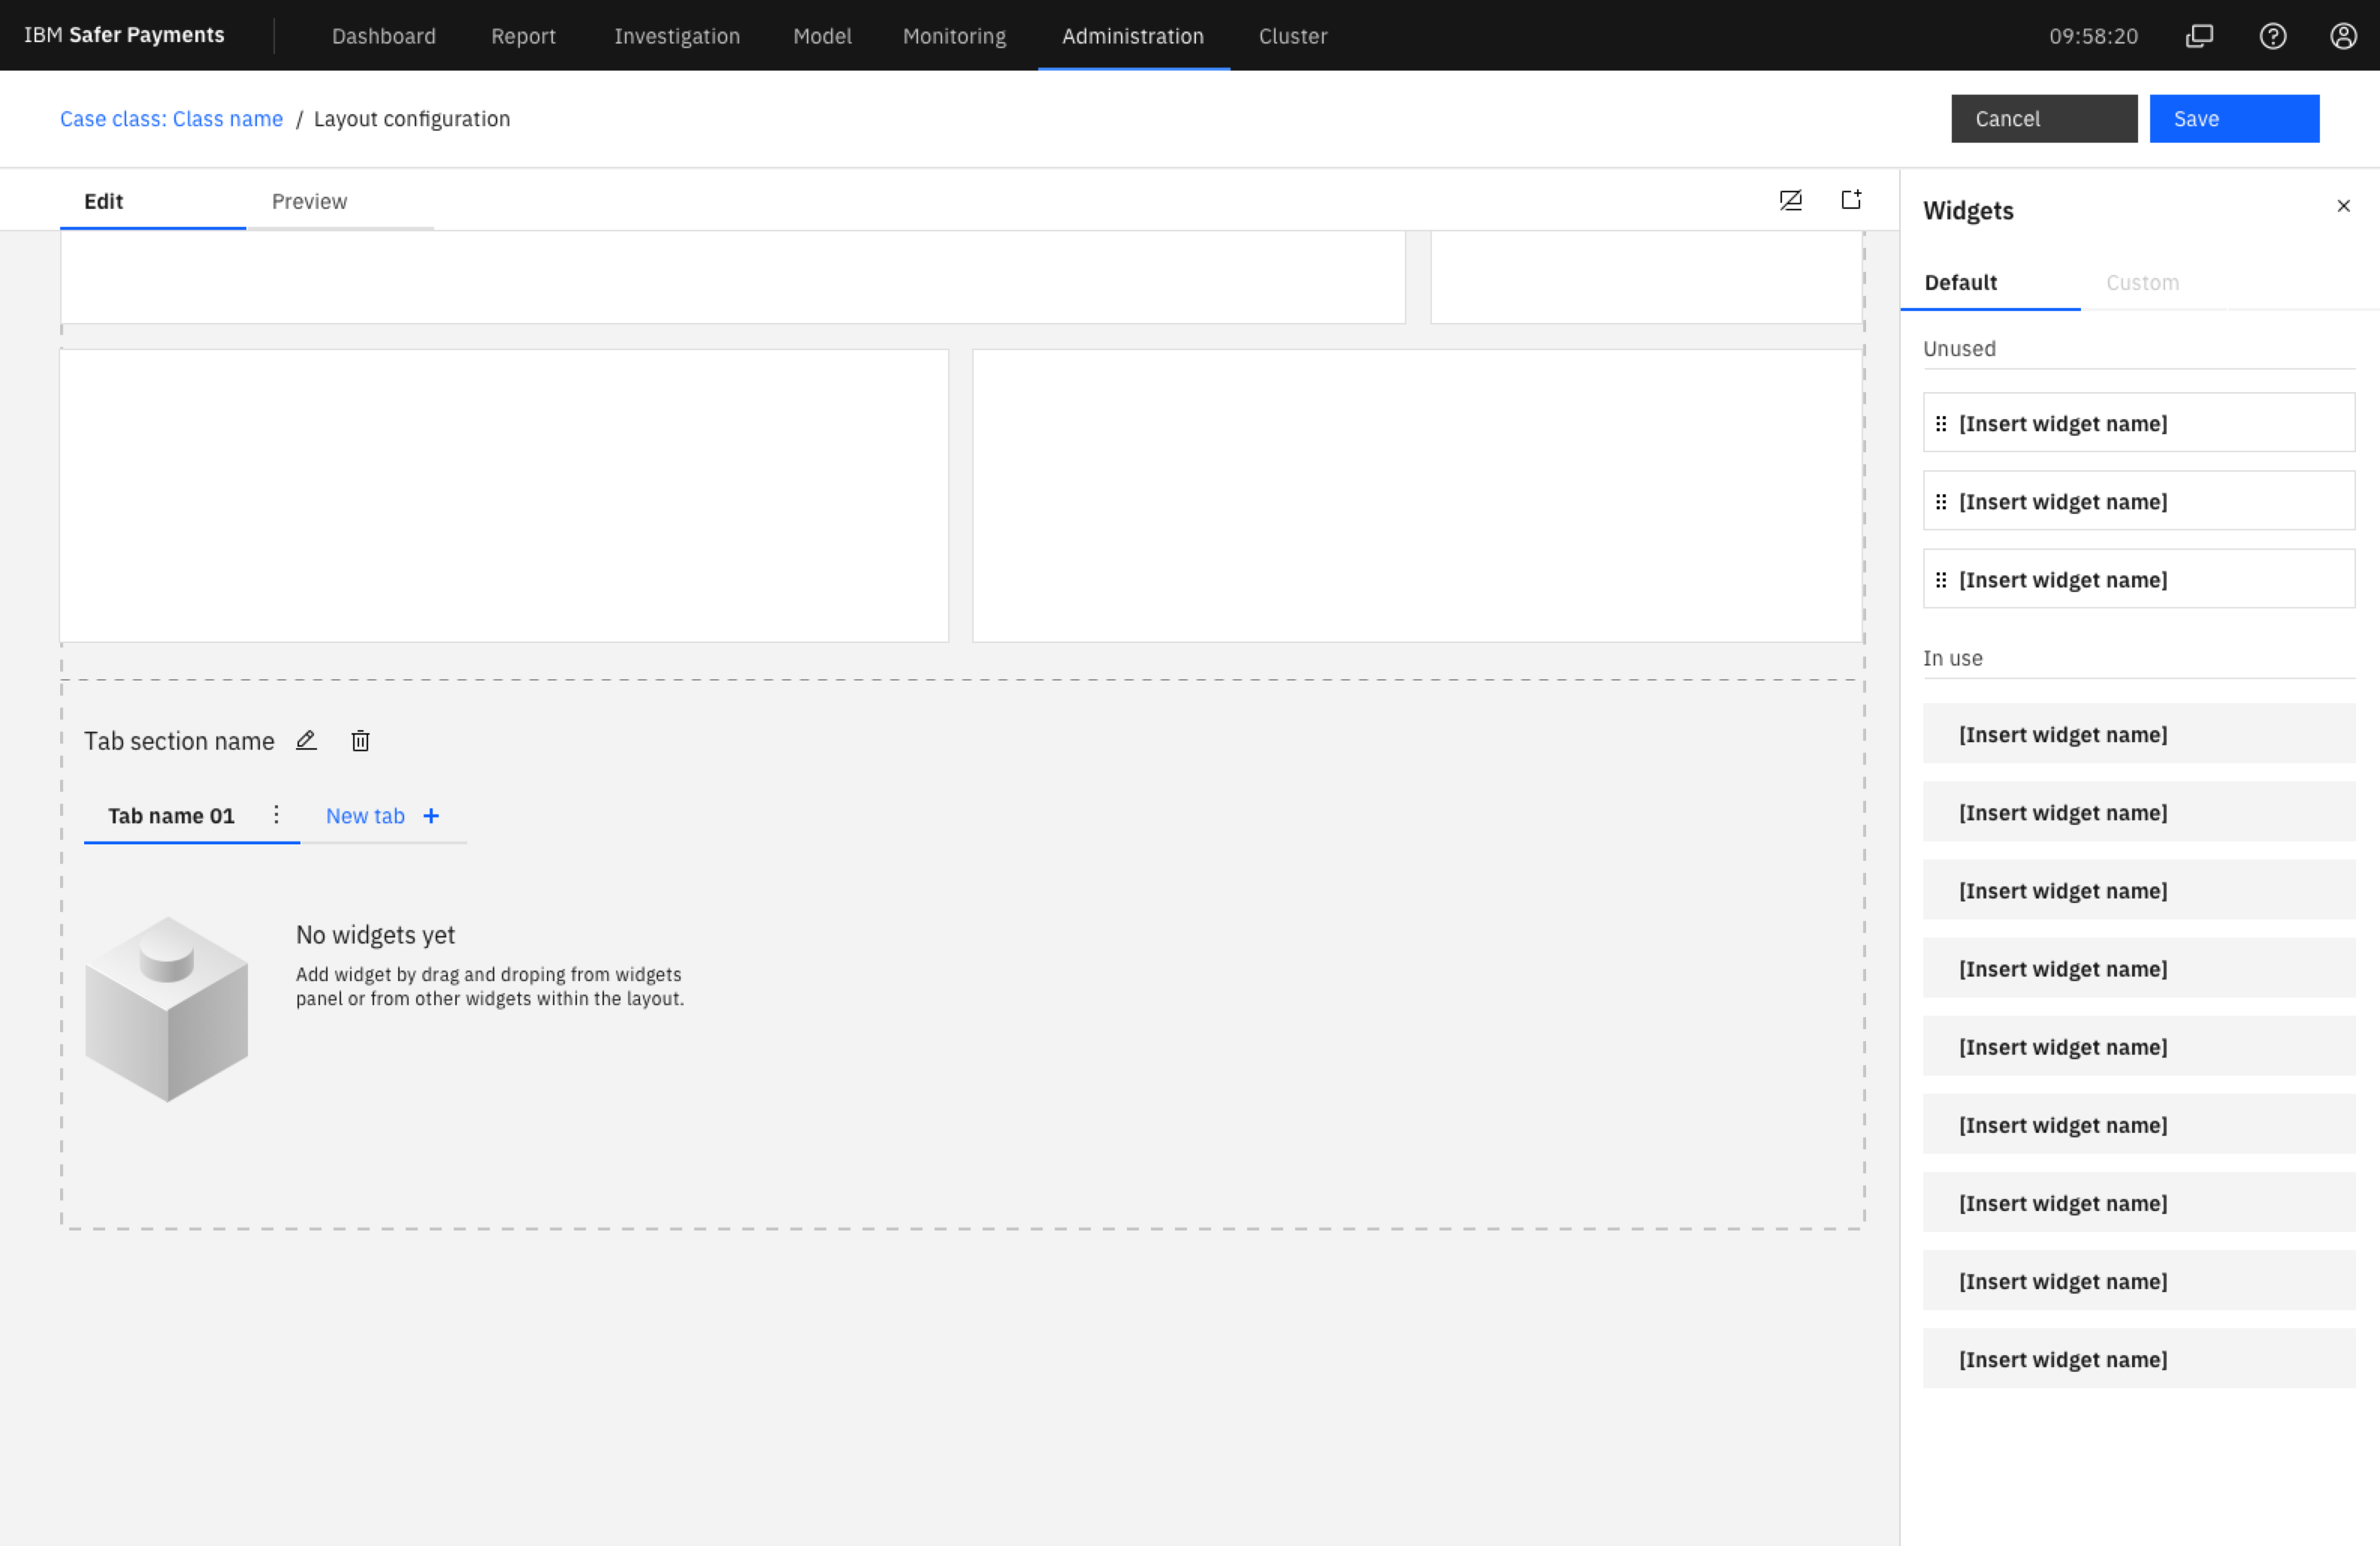 IBM Safer Payments
Dashboard
Report
Investigation
Model
Monitoring
Administration
Cluster
09:58:20
Case class: Class name / Layout configuration
Cancel
Save
Edit
Preview
Tab section name
Tab name 01
New tab +
No widgets yet
Add widget by drag and droping from widgets
panel or from other widgets within the layout.
Widgets
Default
Custom
Unused
[Insert widget name]
[Insert widget name]
[Insert widget name]
In use
[Insert widget name]
[Insert widget name]
[Insert widget name]
[Insert widget name]
[Insert widget name]
[Insert widget name]
[Insert widget name]
[Insert widget name]
[Insert widget name]